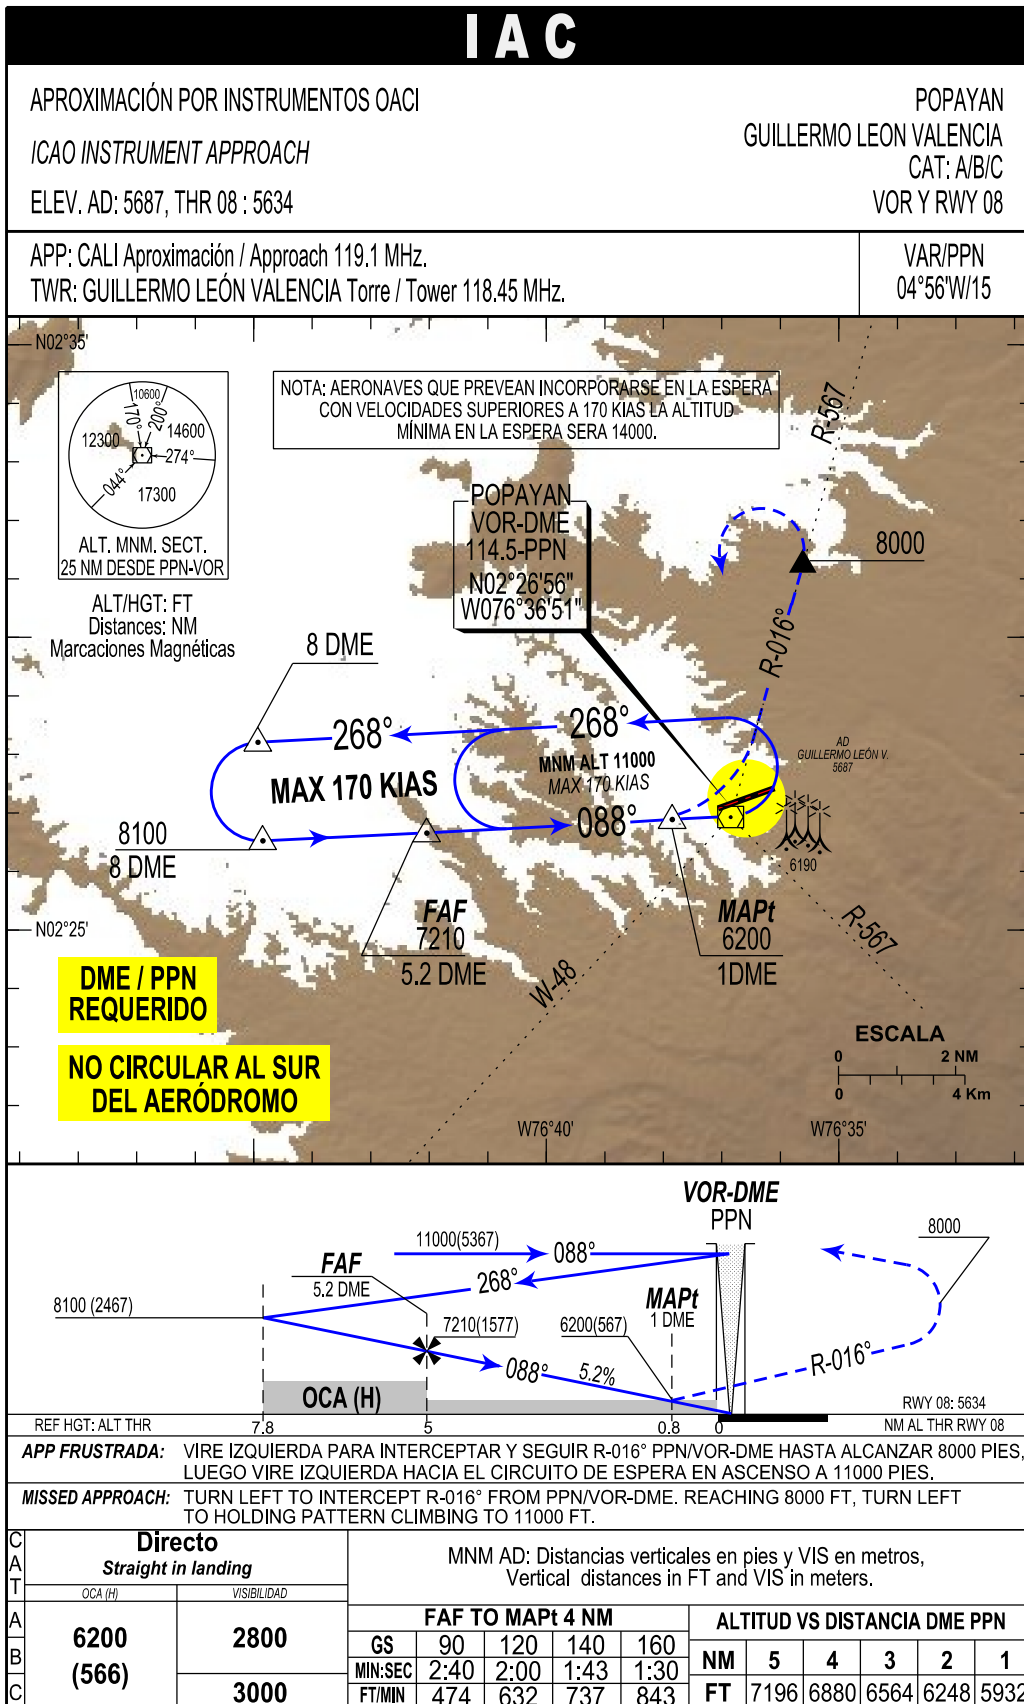 IAC
APROXIMACIÓN POR INSTRUMENTOS OACI
ICAO INSTRUMENT APPROACH
ELEV. AD: 5687, THR 08 : 5634
POPAYAN
GUILLERMO LEON VALENCIA
CAT: A/B/C
VOR Y RWY 08
APP: CALI Aproximación / Approach 119.1 MHz.
TWR: GUILLERMO LEÓN VALENCIA Torre / Tower 118.45 MHz.
VAR/PPN
04°56'W/15
N02°35'
NOTA: AERONAVES QUE PREVEAN INCORPORARSE EN LA ESPERA
CON VELOCIDADES SUPERIORES A 170 KIAS LA ALTITUD
MÍNIMA EN LA ESPERA SERA 14000.
10600
170°
200°
12300
14600
274°
044°
17300
ALT. MNM. SECT.
25 NM DESDE PPN-VOR
ALT/HGT: FT
Distances: NM
Marcaciones Magnéticas
POPAYAN
VOR-DME
114.5-PPN
N02°26'56"
W076°36'51"
R-567
8000
R-016°
8 DME
268°
268°
MAX 170 KIAS
MNM ALT 11000
MAX 170 KIAS
088°
AD
GUILLERMO LEÓN V.
5687
6190
8100
8 DME
FAF
7210
5.2 DME
MAPt
6200
1DME
R-567
W-48
N02°25'
DME / PPN
REQUERIDO
NO CIRCULAR AL SUR
DEL AERÓDROMO
ESCALA
0 2 NM
0 4 Km
W76°40'
W76°35'
VOR-DME
PPN
11000(5367)
088°
8000
FAF
5.2 DME
268°
MAPt
1 DME
8100 (2467)
7210(1577)
6200(567)
088°
5.2%
R-016°
OCA (H)
RWY 08: 5634
REF HGT: ALT THR
7.8
5
0.8
0
NM AL THR RWY 08
APP FRUSTRADA: VIRE IZQUIERDA PARA INTERCEPTAR Y SEGUIR R-016° PPN/VOR-DME HASTA ALCANZAR 8000 PIES,
LUEGO VIRE IZQUIERDA HACIA EL CIRCUITO DE ESPERA EN ASCENSO A 11000 PIES.
MISSED APPROACH: TURN LEFT TO INTERCEPT R-016° FROM PPN/VOR-DME. REACHING 8000 FT, TURN LEFT
TO HOLDING PATTERN CLIMBING TO 11000 FT.
CAT
Directo
Straight in landing
OCA (H) VISIBILIDAD
A
B
C
6200
(566)
2800
3000
MNM AD: Distancias verticales en pies y VIS en metros,
Vertical distances in FT and VIS in meters.
FAF TO MAPt 4 NM
GS 90 120 140 160
MIN:SEC 2:40 2:00 1:43 1:30
FT/MIN 474 632 737 843
ALTITUD VS DISTANCIA DME PPN
NM 5 4 3 2 1
FT 7196 6880 6564 6248 5932